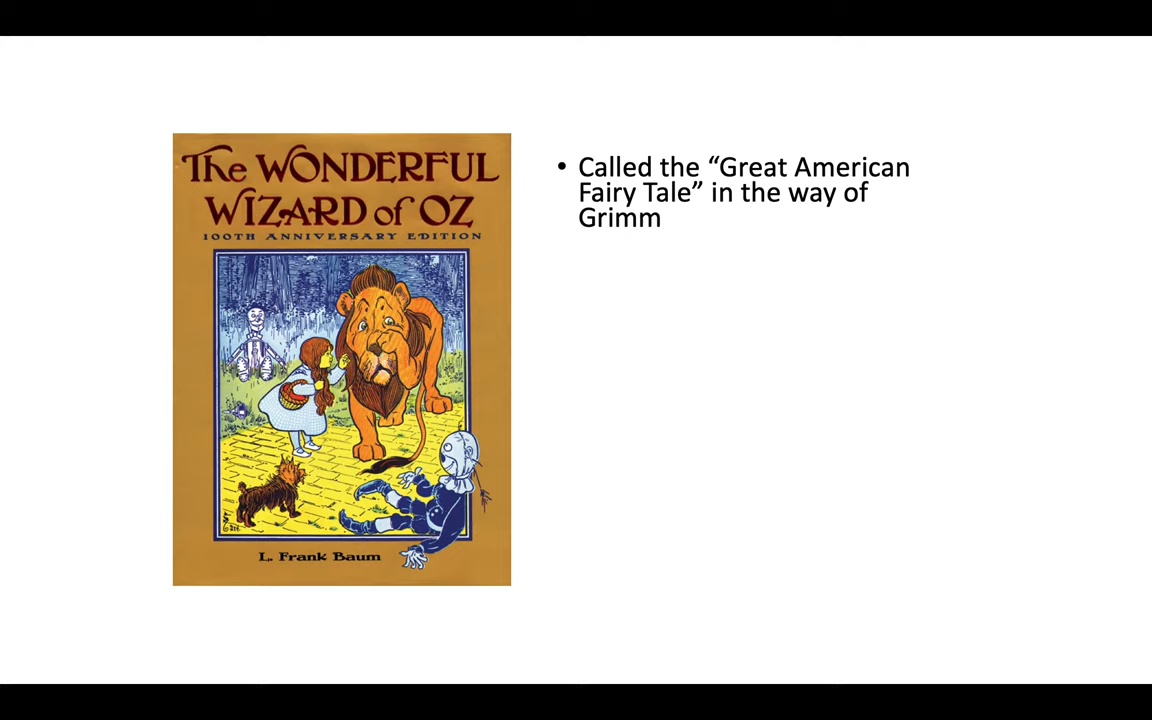 The WONDERFUL
WIZARD of OZ
100TH ANNIVERSARY EDITION
L. Frank Baum
• Called the “Great American
Fairy Tale” in the way of
Grimm